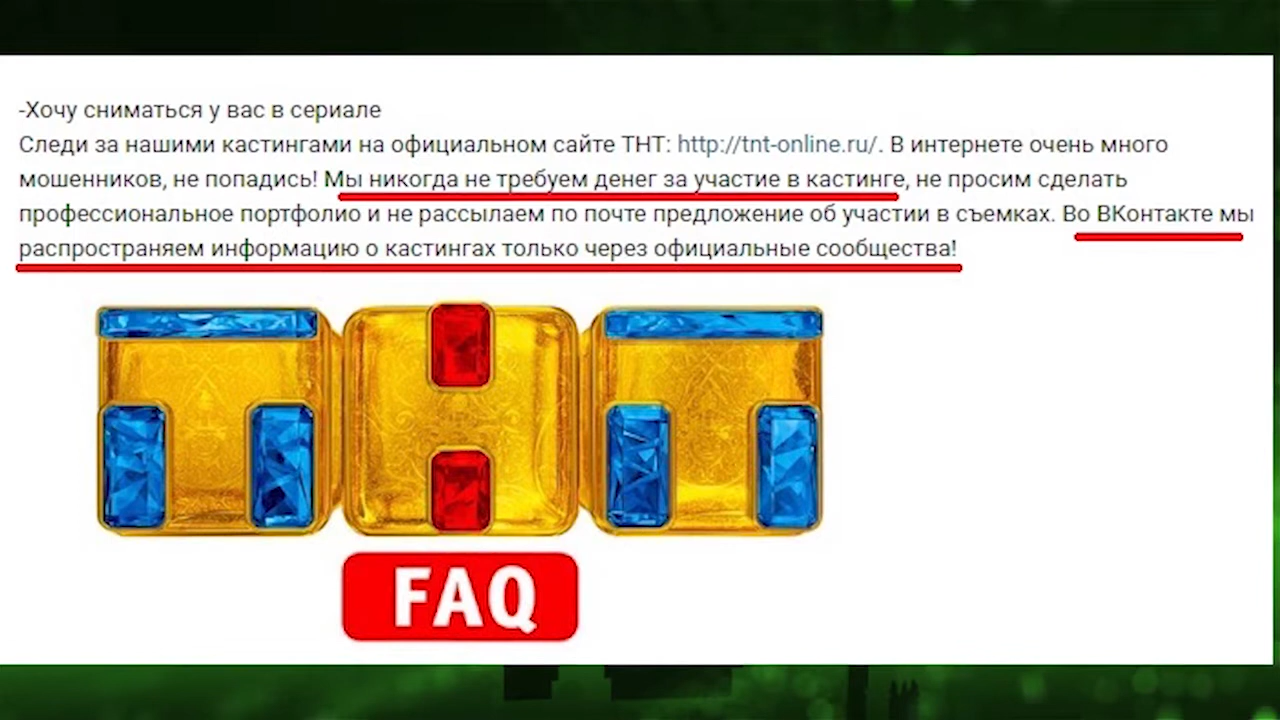 -Хочу сниматься у вас в сериале
Следи за нашими кастингами на официальном сайте ТНТ: http://tnt-online.ru/. В интернете очень много
мошенников, не попадись! Мы никогда не требуем денег за участие в кастинге, не просим сделать
профессиональное портфолио и не рассылаем по почте предложение об участии в съемках. Во ВКонтакте мы
распространяем информацию о кастингах только через официальные сообщества!
ТНТ
FAQ